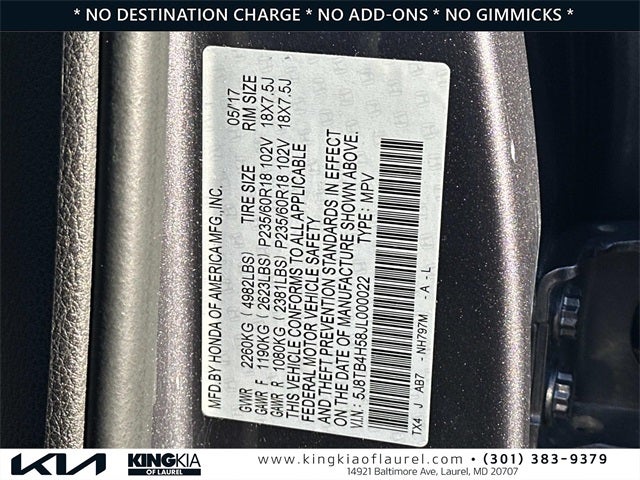 * NO DESTINATION CHARGE * NO ADD-ONS * NO GIMMICKS *
MFD.BY HONDA OF AMERICA MFG.,INC. 05/17
TIRE SIZE RIM SIZE
GVWR 2260KG ( 4982LBS)
GAWR F 1190KG ( 2623LBS) P235/60R18 102V 18X7.5J
GAWR R 1080KG ( 2381LBS) P235/60R18 102V 18X7.5J
THIS VEHICLE CONFORMS TO ALL APPLICABLE
FEDERAL MOTOR VEHICLE SAFETY
AND THEFT PREVENTION STANDARDS IN EFFECT
ON THE DATE OF MANUFACTURE SHOWN ABOVE.
V.I.N: 5J8TB4H58JL000022 TYPE: MPV
TX4 J AB7 - NH797M - A - L
KIA
KINGKIA
OF LAUREL
www.kingkiaoflaurel.com • (301) 383-9379
14921 Baltimore Ave, Laurel, MD 20707